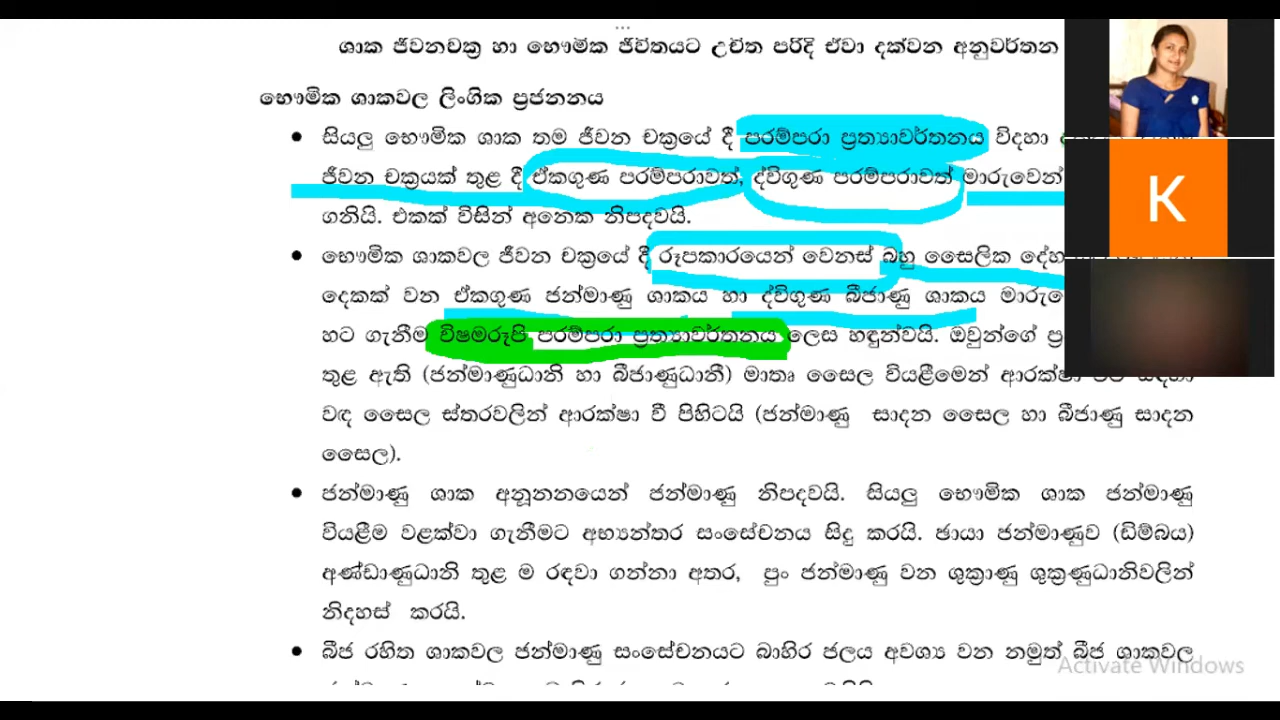 ශාක ජීවනචක්‍ර හා භෞමික ජීවිතයට උචිත පරිදි ඒවා දක්වන අනුවර්තන
භෞමික ශාකවල ලිංගික ප්‍රජනනය
● සියලු භෞමික ශාක තම ජීවන චක්‍රයේ දී පරම්පරා ප්‍රත්‍යාවර්තනය විදහා
ජීවන චක්‍රයක් තුළ දී ඒකගුණ පරම්පරාවත්, ද්විගුණ පරම්පරාවත් මාරුවෙන්
ගනියි. එකක් විසින් අනෙක නිපදවයි.
● භෞමික ශාකවල ජීවන චක්‍රයේ දී රූපකාරයෙන් වෙනස් බහු සෛලික දේහ
දෙකක් වන ඒකගුණ ජන්මාණු ශාකය හා ද්විගුණ බීජාණු ශාකය
හට ගැනීම විෂමරූපි පරම්පරා ප්‍රත්‍යාවර්තනය ලෙස හඳුන්වයි. ඔවුන්ගේ
තුළ ඇති (ජන්මාණුධානි හා බීජාණුධානී) මාතෘ සෛල වියළීමෙන් ආරක්ෂා
වඳ සෛල ස්තරවලින් ආරක්ෂා වී පිහිටයි (ජන්මාණු සාදන සෛල හා බීජාණු සාදන
සෛල).
● ජන්මාණු ශාක අනූනනයෙන් ජන්මාණු නිපදවයි. සියලු භෞමික ශාක ජන්මාණු
වියළීම වළක්වා ගැනීමට අභ්‍යන්තර සංසේචනය සිදු කරයි. ඡායා ජන්මාණුව (ඩිම්බය)
අණ්ඩාණුධානි තුළ ම රඳවා ගන්නා අතර, පුං ජන්මාණු වන ශුක්‍රාණු ශුක්‍රණුධානිවලින්
නිදහස් කරයි.
● බීජ රහිත ශාකවල ජන්මාණු සංසේචනයට බාහිර ජලය අවශ්‍ය වන නමුත් බීජ ශාකවල
K
Activate Windows